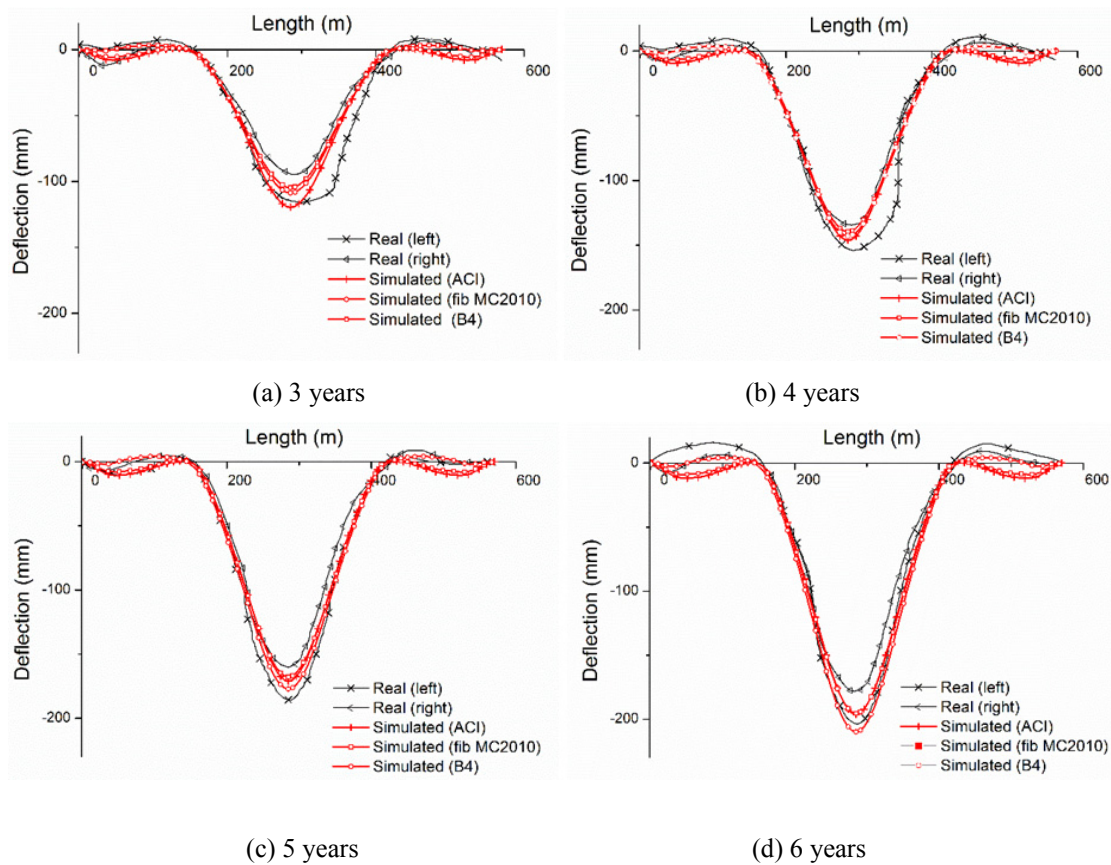 Length (m)
0
0
200
400
600
-100
-200
Deflection (mm)
Real (left)
Real (right)
Simulated (ACI)
Simulated (fib MC2010)
Simulated (B4)
(a) 3 years
Length (m)
0
0
200
400
600
-100
-200
Deflection (mm)
Real (left)
Real (right)
Simulated (ACI)
Simulated (fib MC2010)
Simulated (B4)
(b) 4 years
Length (m)
0
0
200
400
600
-100
-200
Deflection (mm)
Real (left)
Real (right)
Simulated (ACI)
Simulated (fib MC2010)
Simulated (B4)
(c) 5 years
Length (m)
0
0
200
400
600
-100
-200
Deflection (mm)
Real (left)
Real (right)
Simulated (ACI)
Simulated (fib MC2010)
Simulated (B4)
(d) 6 years